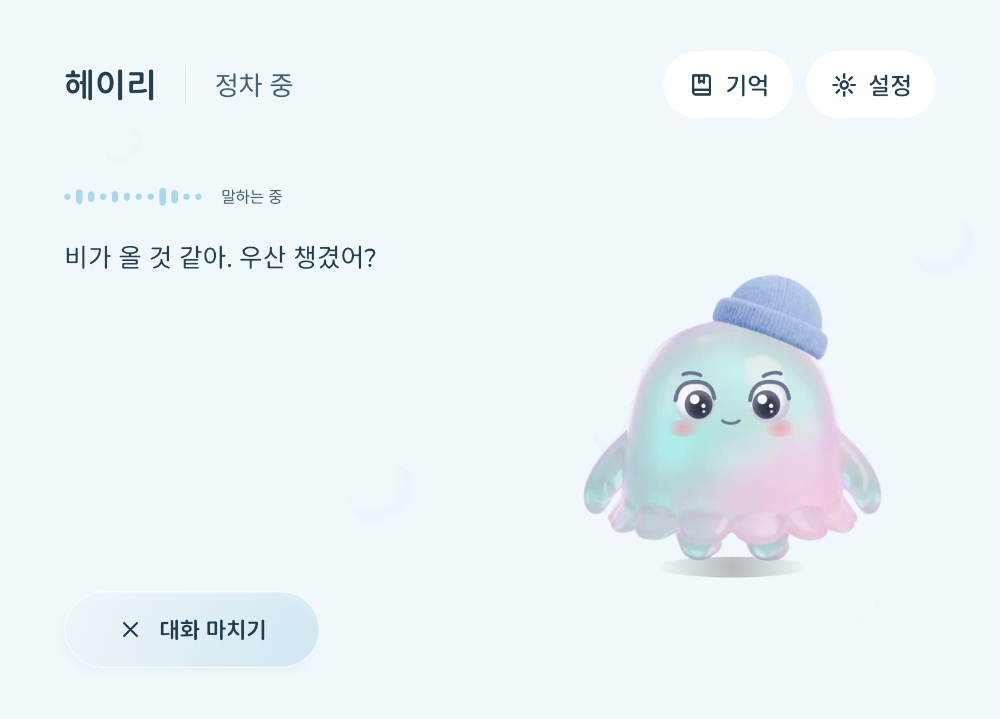 헤이리
정차 중
기억
설정
말하는 중
비가 올 것 같아. 우산 챙겼어?
대화 마치기